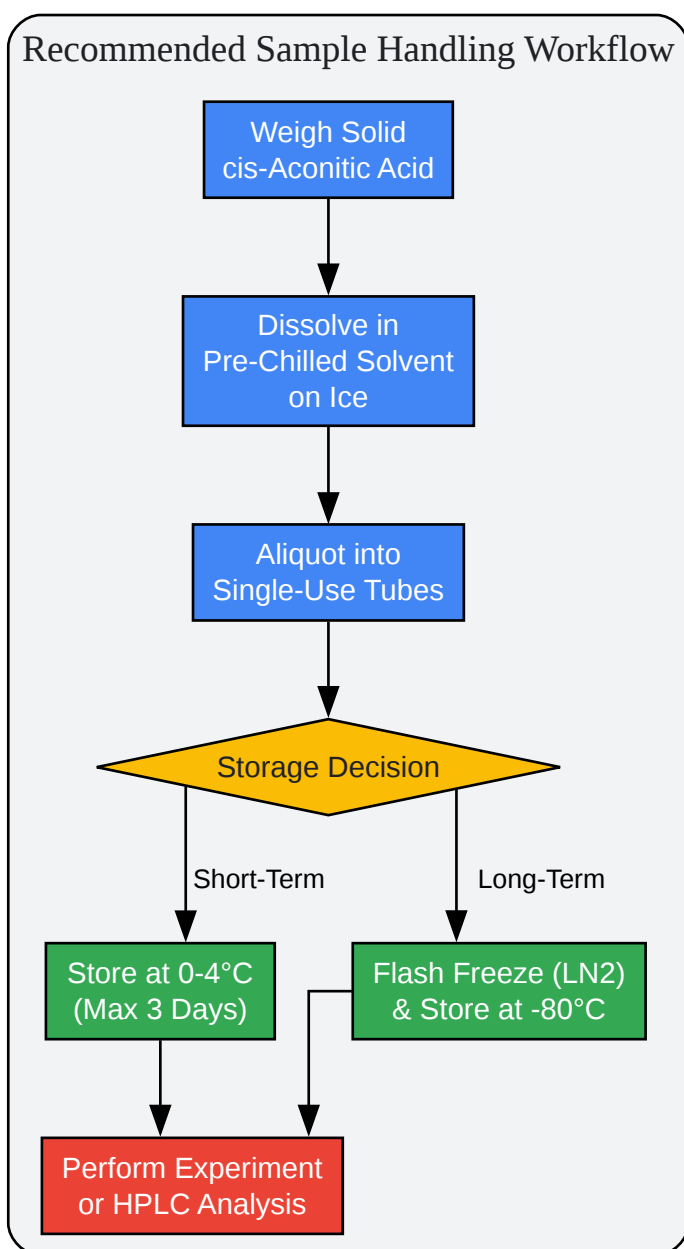 Recommended Sample Handling Workflow
Weigh Solid
cis-Aconitic Acid
Dissolve in
Pre-Chilled Solvent
on Ice
Aliquot into
Single-Use Tubes
Storage Decision
Short-Term
Long-Term
Store at 0-4°C
(Max 3 Days)
Flash Freeze (LN2)
& Store at -80°C
Perform Experiment
or HPLC Analysis